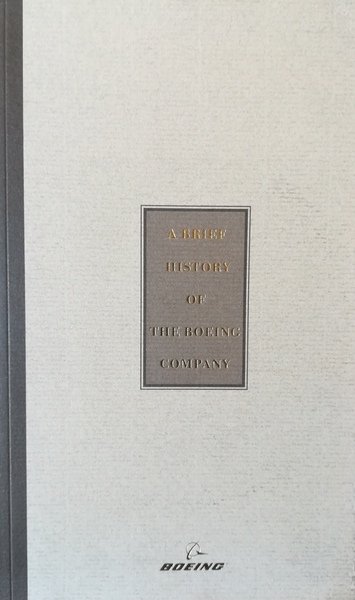 A BRIEF
HISTORY
OF
THE BOEING
COMPANY
BOEING